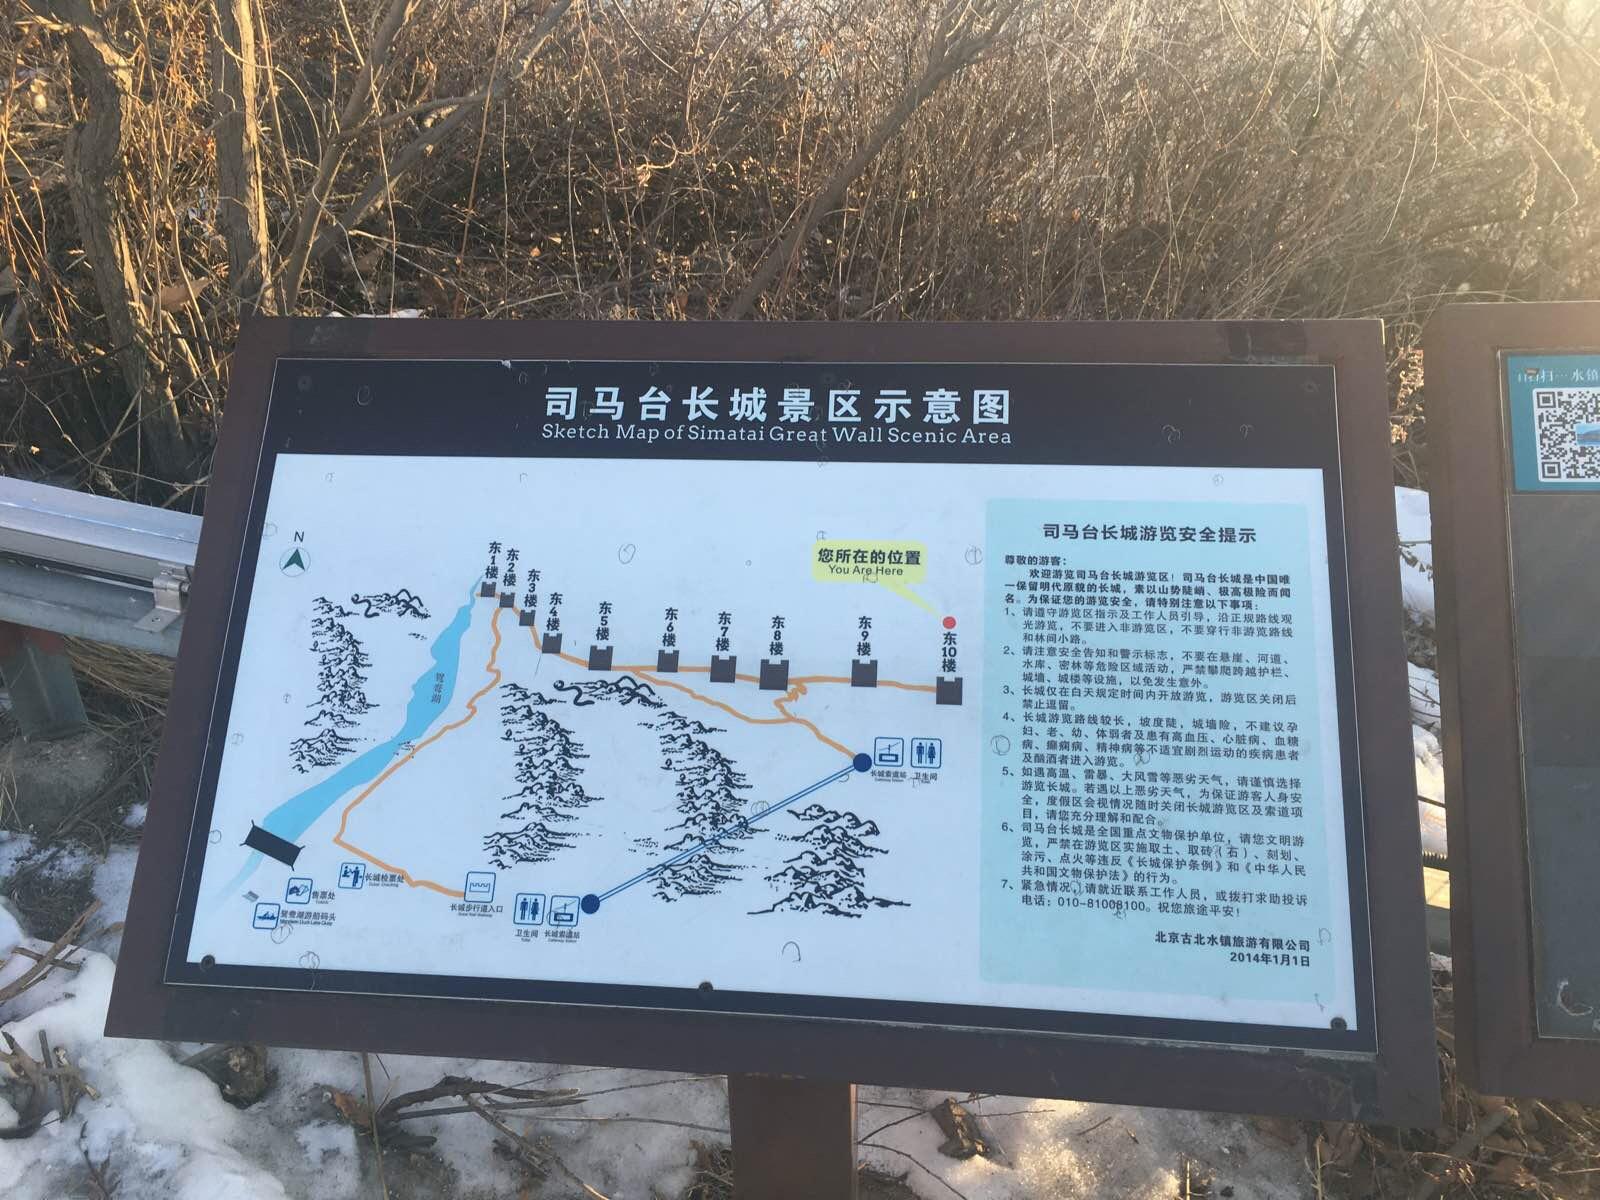 司马台长城景区示意图
Sketch Map of Simatai Great Wall Scenic Area
N
东1楼
东2楼
东3楼
东4楼
东5楼
东6楼
东7楼
东8楼
东9楼
东10楼
您所在的位置
You Are Here
鸳鸯湖
长城索道站
卫生间
长城检票处
售票处
鸳鸯湖游船码头
长城步行道入口
卫生间
长城索道站
司马台长城游览安全提示
尊敬的游客:
欢迎游览司马台长城游览区!司马台长城是中国唯
一保留明代原貌的长城,素以山势陡峭、极高极险而闻
名。为保证您的游览安全,请特别注意以下事项:
1、请遵守游览区指示及工作人员引导,沿正规路线观
光游览,不要进入非游览区,不要穿行非游览路线
和林间小路。
2、请注意安全告知和警示标志,不要在悬崖、河道、
水库、密林等危险区域活动,严禁攀爬跨越护栏、
城墙、城楼等设施,以免发生意外。
3、长城仅在白天规定时间内开放游览,游览区关闭后
禁止逗留。
4、长城游览路线较长,坡度陡,城墙险,不建议孕
妇、老、幼、体弱者及患有高血压、心脏病、血糖
病、癫痫病、精神病等不适宜剧烈运动的疾病患者
及酗酒者进入游览。
5、如遇高温、雷暴、大风雪等恶劣天气,请谨慎选择
游览长城。若遇以上恶劣天气,为保证游客人身安
全,度假区会视情况随时关闭长城游览区及索道项
目,请您充分理解和配合。
6、司马台长城是全国重点文物保护单位,请您文明游
览,严禁在游览区实施取土、取砖(石)、刻划、
涂污、点火等违反《长城保护条例》和《中华人民
共和国文物保护法》的行为。
7、紧急情况,请就近联系工作人员,或拨打求助投诉
电话:010-81008100。祝您旅途平安!
北京古北水镇旅游有限公司
2014年1月1日